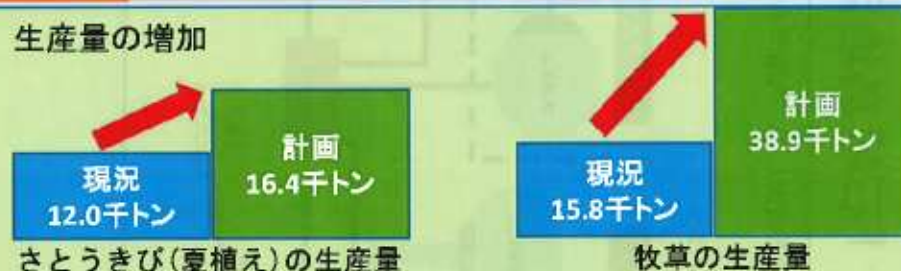 生産量の増加
現況
12.0千トン
計画
16.4千トン
さとうきび(夏植え)の生産量
現況
15.8千トン
計画
38.9千トン
牧草の生産量